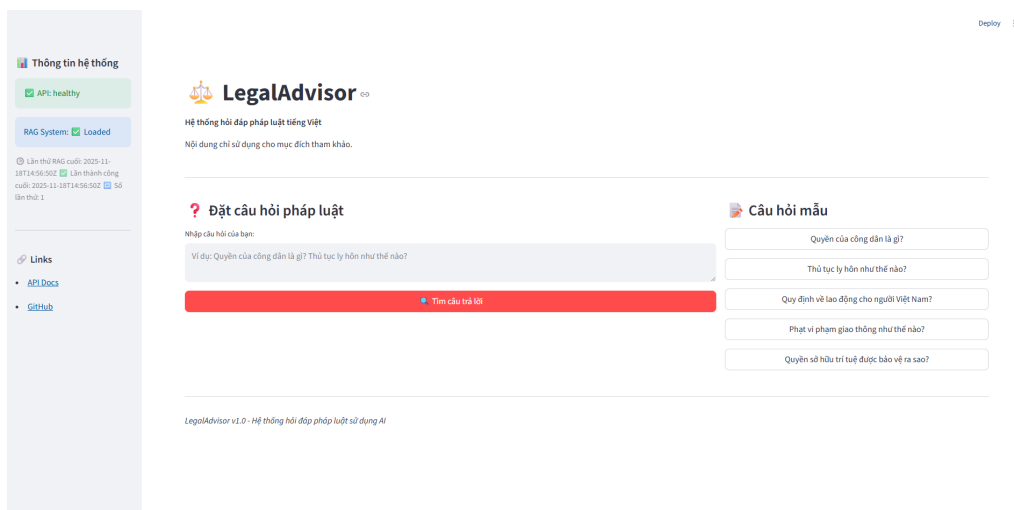 Deploy
Thông tin hệ thống
API: healthy
RAG System: Loaded
Lần thử RAG cuối: 2025-11-
18T14:56:50Z Lần thành công
cuối: 2025-11-18T14:56:50Z Số
lần thử: 1
Links
API Docs
GitHub
LegalAdvisor
Hệ thống hỏi đáp pháp luật tiếng Việt
Nội dung chỉ sử dụng cho mục đích tham khảo.
Đặt câu hỏi pháp luật
Nhập câu hỏi của bạn:
Ví dụ: Quyền của công dân là gì? Thủ tục ly hôn như thế nào?
Tìm câu trả lời
Câu hỏi mẫu
Quyền của công dân là gì?
Thủ tục ly hôn như thế nào?
Quy định về lao động cho người Việt Nam?
Phạt vi phạm giao thông như thế nào?
Quyền sở hữu trí tuệ được bảo vệ ra sao?
LegalAdvisor v1.0 - Hệ thống hỏi đáp pháp luật sử dụng AI